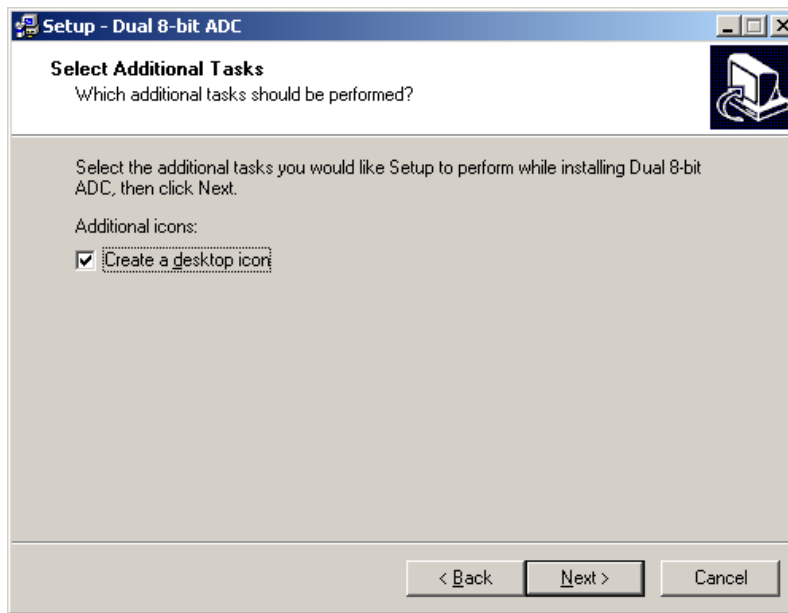 Setup - Dual 8-bit ADC
Select Additional Tasks
Which additional tasks should be performed?
Select the additional tasks you would like Setup to perform while installing Dual 8-bit
ADC, then click Next.
Additional icons:
Create a desktop icon
< Back
Next >
Cancel